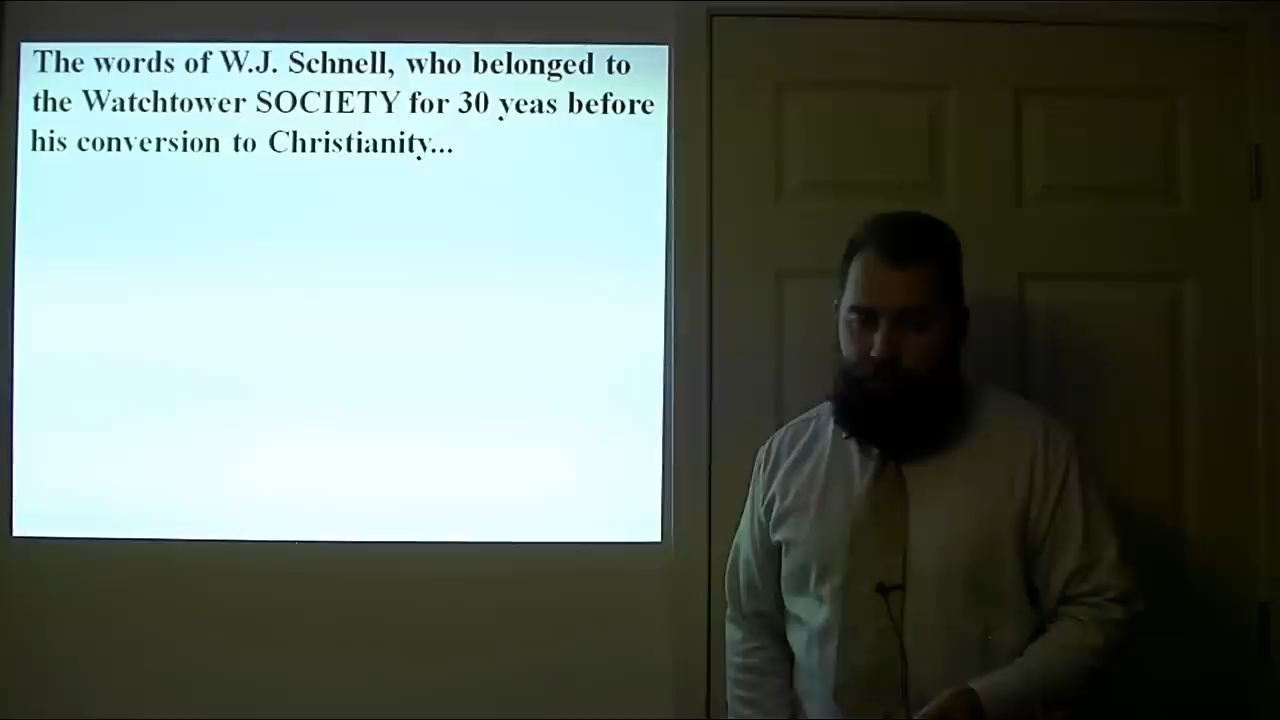 The words of W.J. Schnell, who belonged to
the Watchtower SOCIETY for 30 yeas before
his conversion to Christianity...